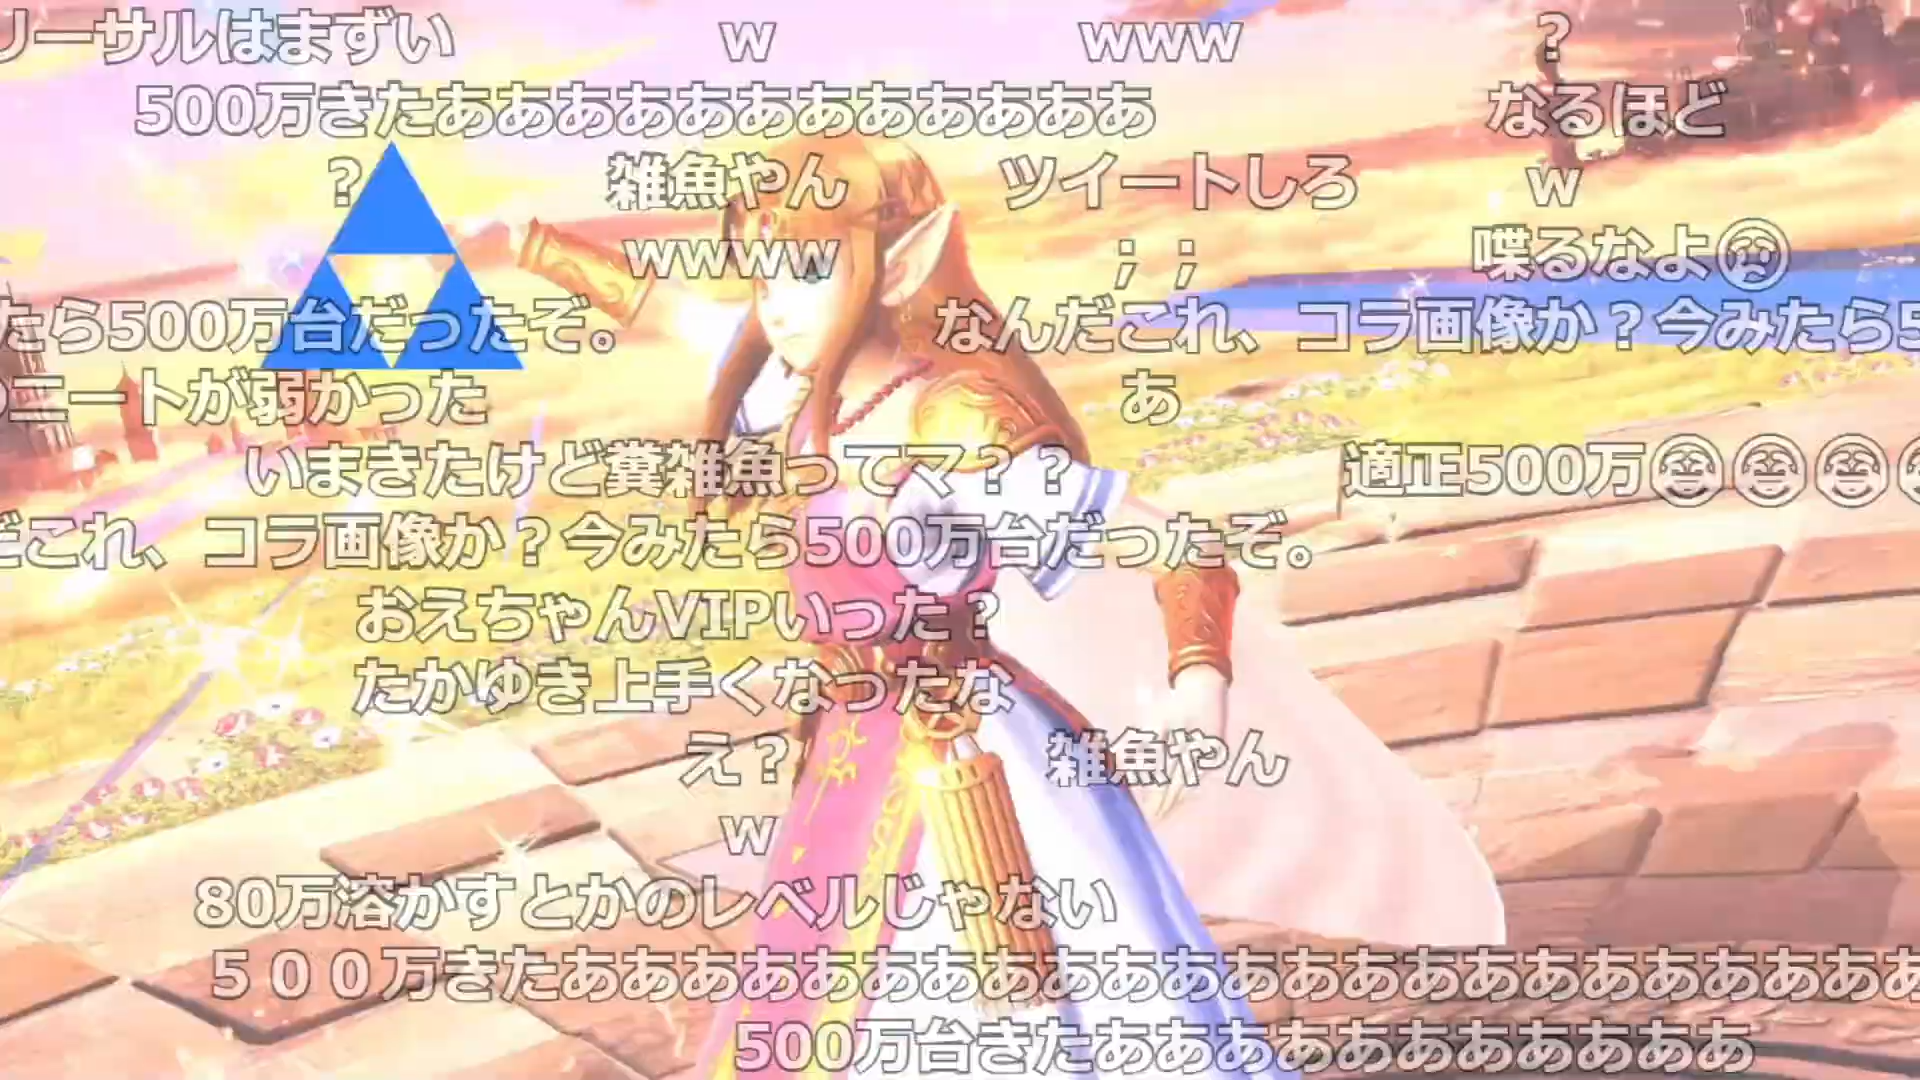 リーサルはまずい w www ?
500万きたああああああああああああ なるほど
? 雑魚やん ツイートしろ w
wwww ；； 喋るなよ😢
たら500万台だったぞ。 なんだこれ、コラ画像か？今みたら5
ニートが弱かった あ
いまきたけど糞雑魚ってマ？？ 適正500万😂😂😂
だこれ、コラ画像か？今みたら500万台だったぞ。
おえちゃんVIPいった？
たかゆき上手くなったな
え？ 雑魚やん
w
80万溶かすとかのレベルじゃない
５００万きたああああああああああああああああああああああ
500万台きたあああああああああああ